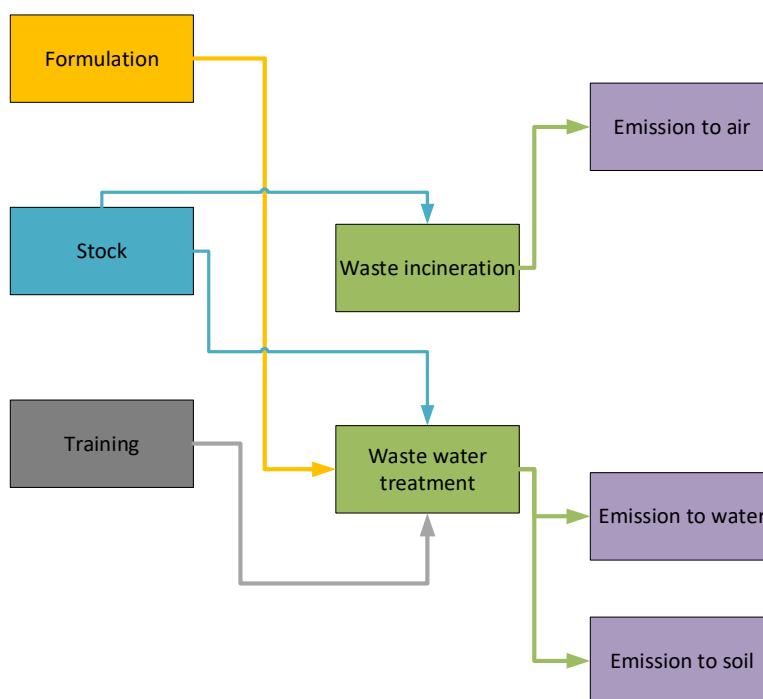 Formulation
Emission to air
Stock
Waste incineration
Training
Waste water
treatment
Emission to water
Emission to soil